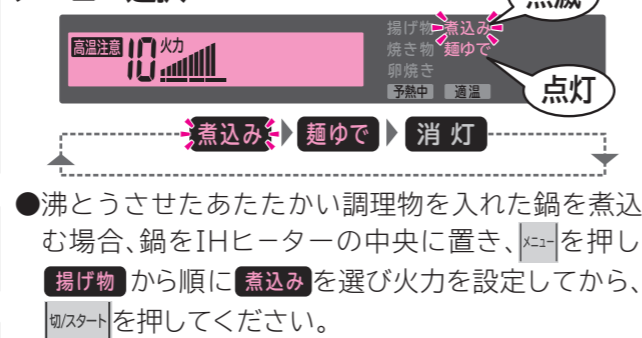 点滅
高温注意 10 火力
揚げ物 煮込み
焼き物 麺ゆで
卵焼き
予熱中 適温
点灯
煮込み 麺ゆで 消灯
●沸とうさせたあたたかい調理物を入れた鍋を煮込
む場合、鍋をIHヒーターの中央に置き、メニューを押し
揚げ物から順に煮込みを選び火力を設定してから、
切/スタートを押してください。